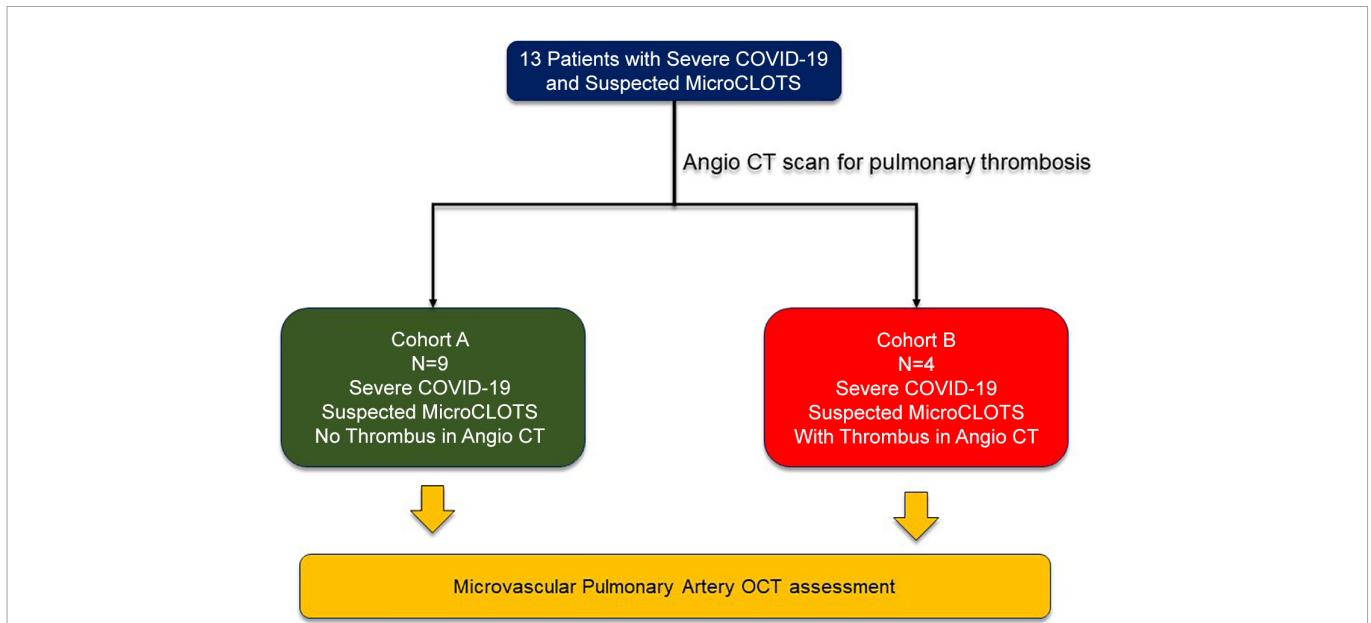 13 Patients with Severe COVID-19
and Suspected MicroCLOTS
Angio CT scan for pulmonary thrombosis
Cohort A
N=9
Severe COVID-19
Suspected MicroCLOTS
No Thrombus in Angio CT
Cohort B
N=4
Severe COVID-19
Suspected MicroCLOTS
With Thrombus in Angio CT
Microvascular Pulmonary Artery OCT assessment